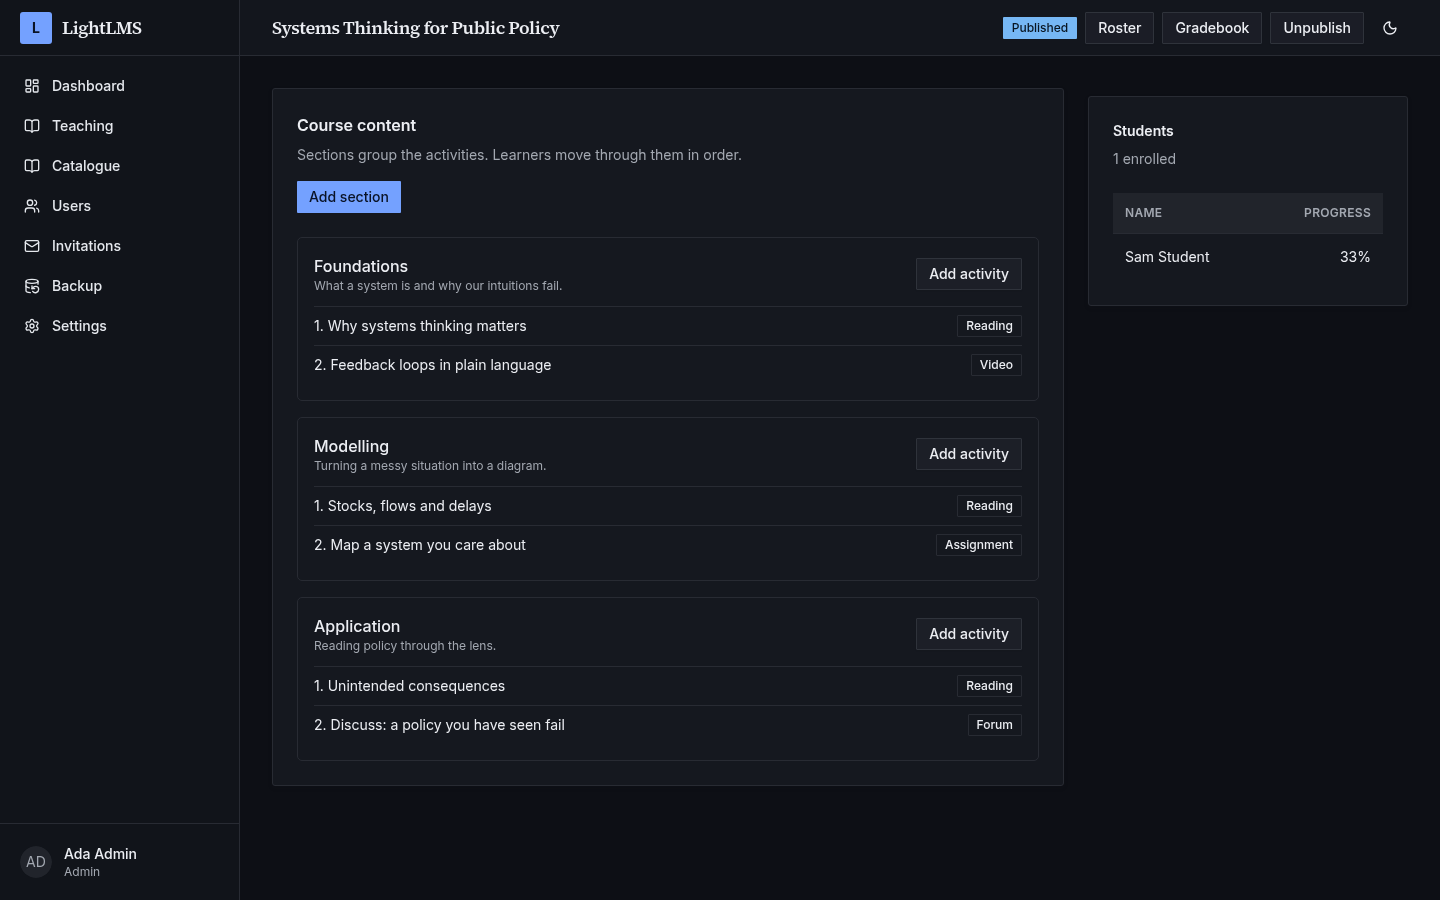 L LightLMS
Systems Thinking for Public Policy
Published
Roster
Gradebook
Unpublish
Dashboard
Teaching
Catalogue
Users
Invitations
Backup
Settings
Course content
Sections group the activities. Learners move through them in order.
Add section
Foundations
What a system is and why our intuitions fail.
Add activity
1. Why systems thinking matters
Reading
2. Feedback loops in plain language
Video
Modelling
Turning a messy situation into a diagram.
Add activity
1. Stocks, flows and delays
Reading
2. Map a system you care about
Assignment
Application
Reading policy through the lens.
Add activity
1. Unintended consequences
Reading
2. Discuss: a policy you have seen fail
Forum
Students
1 enrolled
NAME PROGRESS
Sam Student 33%
AD
Ada Admin
Admin